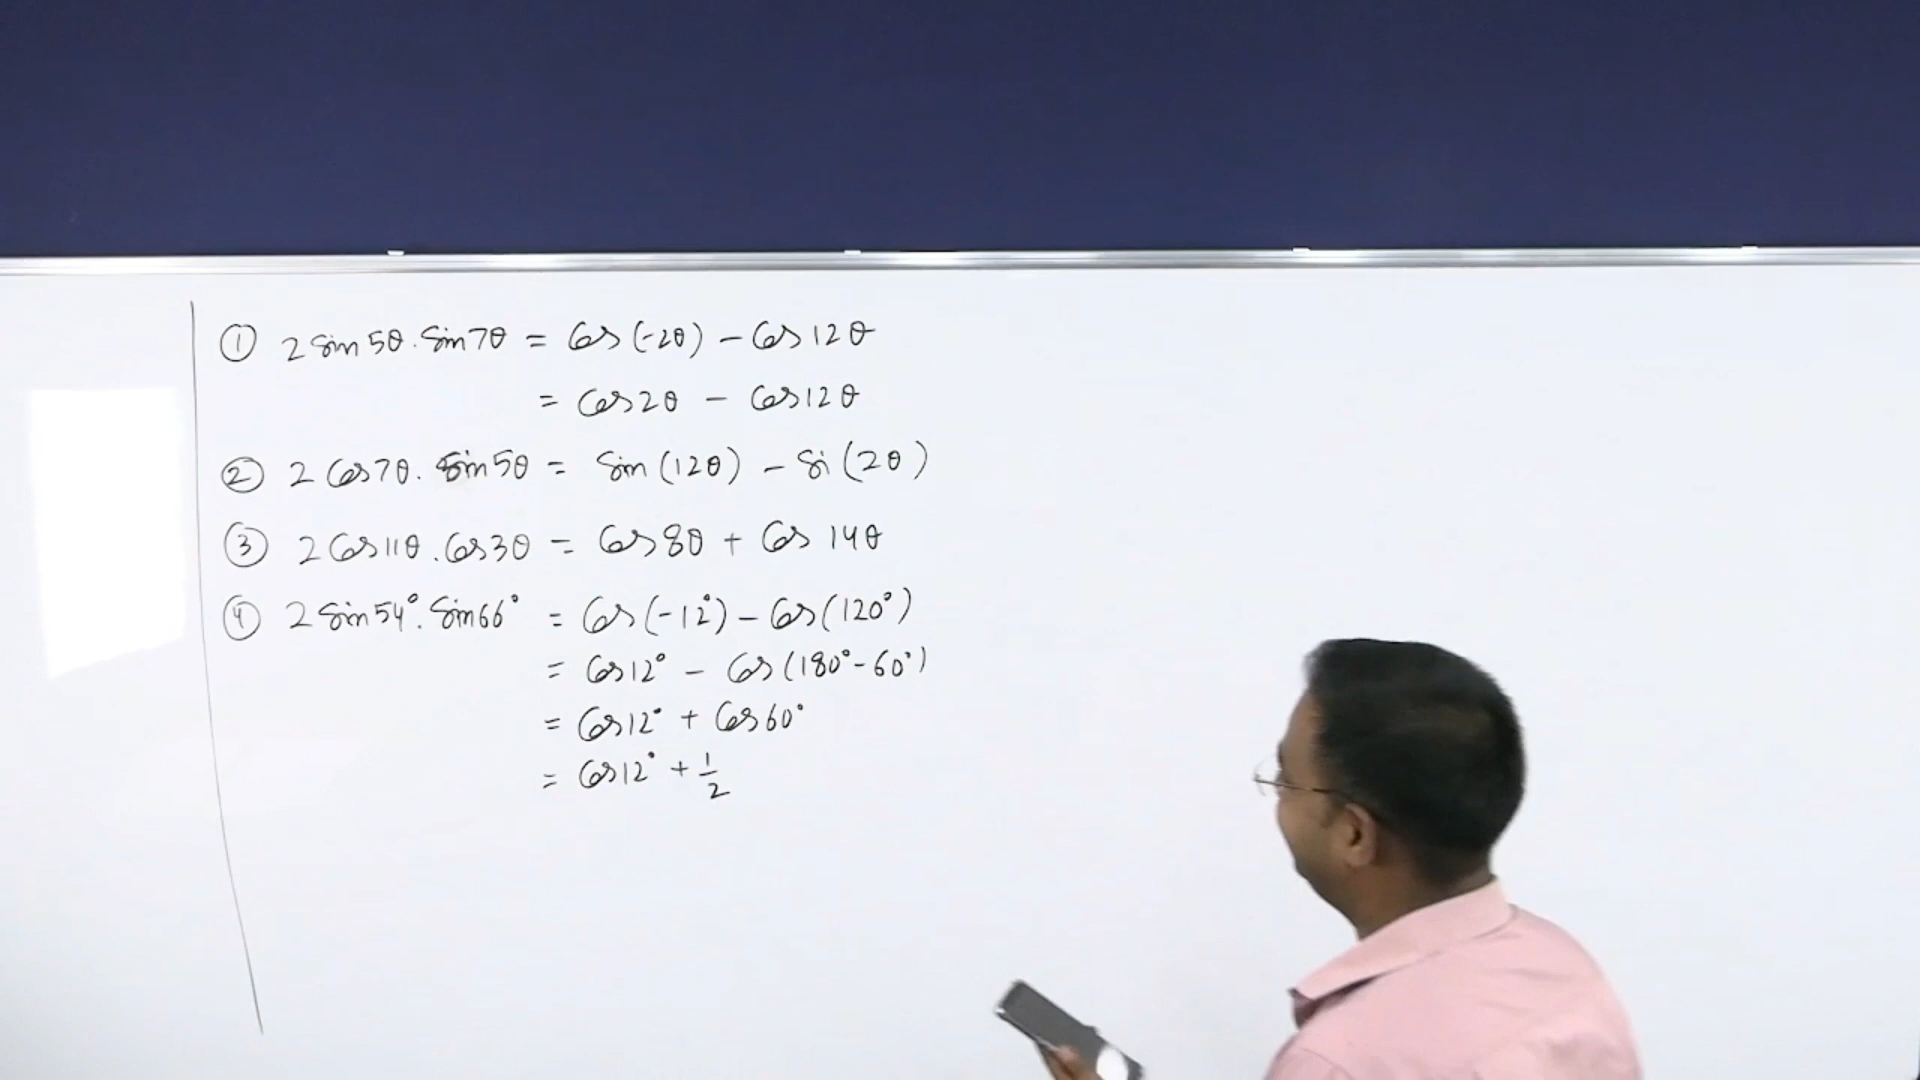 ① 2 Sin 5θ . Sin 7θ = Cos (-2θ) - Cos 12θ
= Cos 2θ - Cos 12θ
② 2 Cos 7θ . Sin 5θ = Sin (12θ) - Si (2θ)
③ 2 Cos 11θ . Cos 3θ = Cos 8θ + Cos 14θ
④ 2 Sin 54° . Sin 66° = Cos (-12°) - Cos (120°)
= Cos 12° - Cos (180° - 60°)
= Cos 12° + Cos 60°
= Cos 12° + 1/2